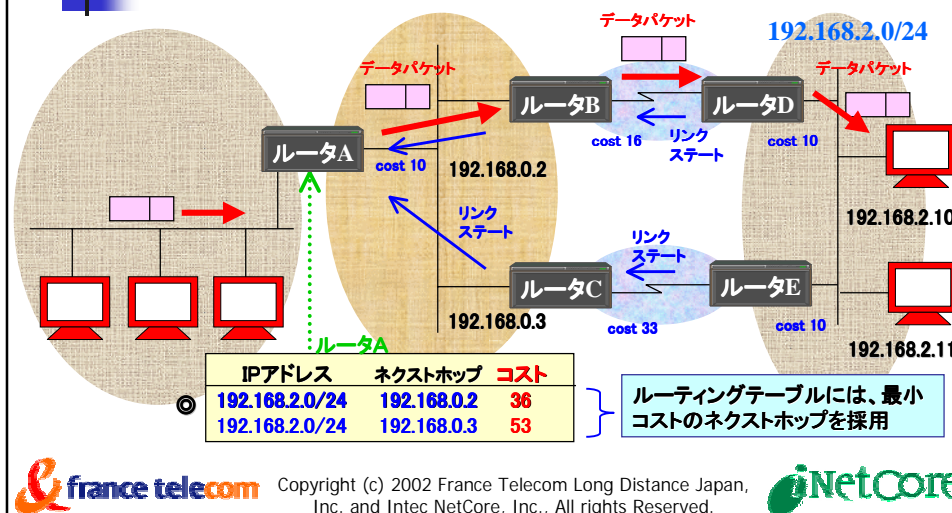 データパケット
192.168.2.0/24
データパケット
データパケット
ルータB
ルータD
ルータA
cost 10
cost 16
リンク
ステート
cost 10
192.168.0.2
192.168.2.10
リンク
ステート
リンク
ステート
ルータC
ルータE
192.168.0.3
cost 33
cost 10
192.168.2.11
ルータA
IPアドレス ネクストホップ コスト
◎ 192.168.2.0/24 192.168.0.2 36
192.168.2.0/24 192.168.0.3 53
ルーティングテーブルには、最小
コストのネクストホップを採用
france telecom
Copyright (c) 2002 France Telecom Long Distance Japan,
Inc. and Intec NetCore, Inc., All rights Reserved.
iNetCore